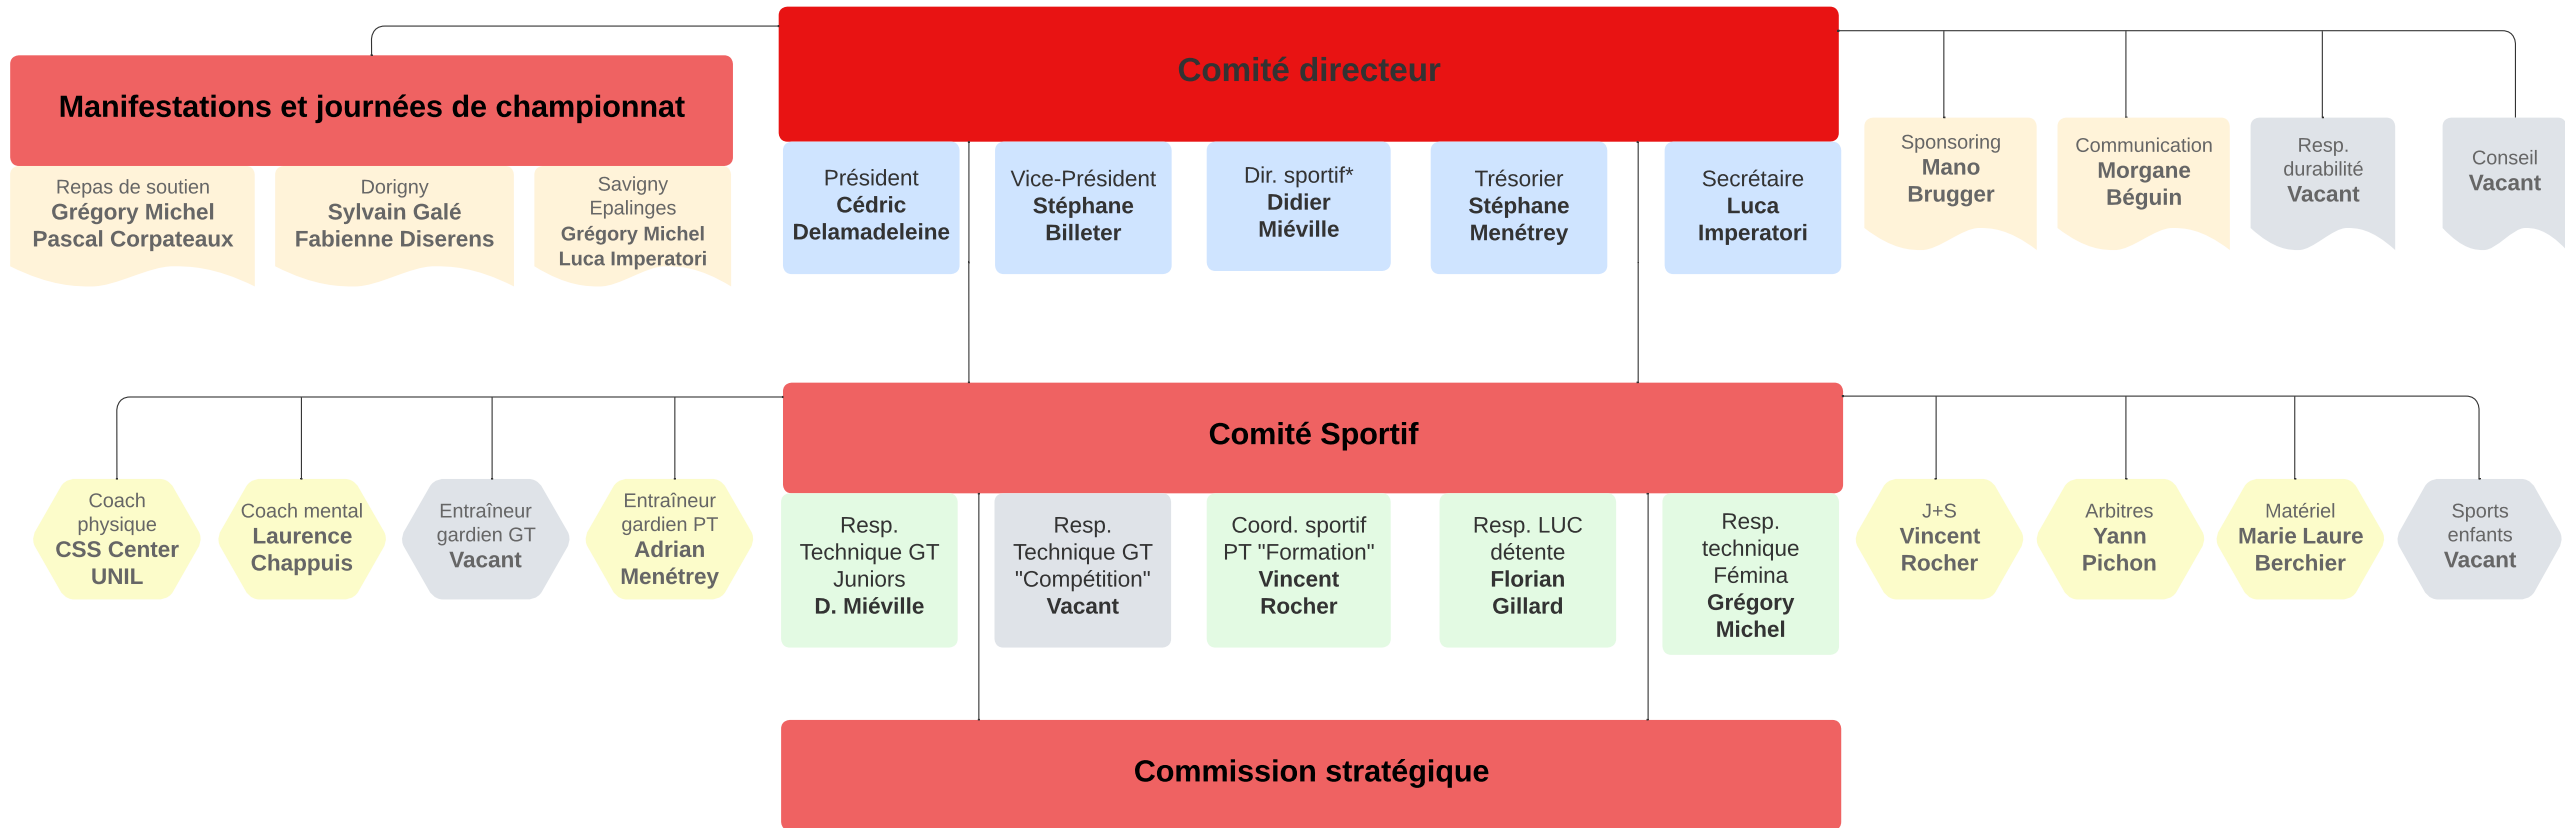 Comité directeur
Manifestations et journées de championnat
Repas de soutien
Grégory Michel
Pascal Corpateaux
Dorigny
Sylvain Galé
Fabienne Diserens
Savigny
Epalinges
Grégory Michel
Luca Imperatori
Président
Cédric
Delamadeleine
Vice-Président
Stéphane
Billeter
Dir. sportif*
Didier
Miéville
Trésorier
Stéphane
Menétrey
Secrétaire
Luca
Imperatori
Sponsoring
Mano
Brugger
Communication
Morgane
Béguin
Resp.
durabilité
Vacant
Conseil
Vacant
Comité Sportif
Coach
physique
CSS Center
UNIL
Coach mental
Laurence
Chappuis
Entraîneur
gardien GT
Vacant
Entraîneur
gardien PT
Adrian
Menétrey
Resp.
Technique GT
Juniors
D. Miéville
Resp.
Technique GT
"Compétition"
Vacant
Coord. sportif
PT "Formation"
Vincent
Rocher
Resp. LUC
détente
Florian
Gillard
Resp.
technique
Fémina
Grégory
Michel
J+S
Vincent
Rocher
Arbitres
Yann
Pichon
Matériel
Marie Laure
Berchier
Sports
enfants
Vacant
Commission stratégique